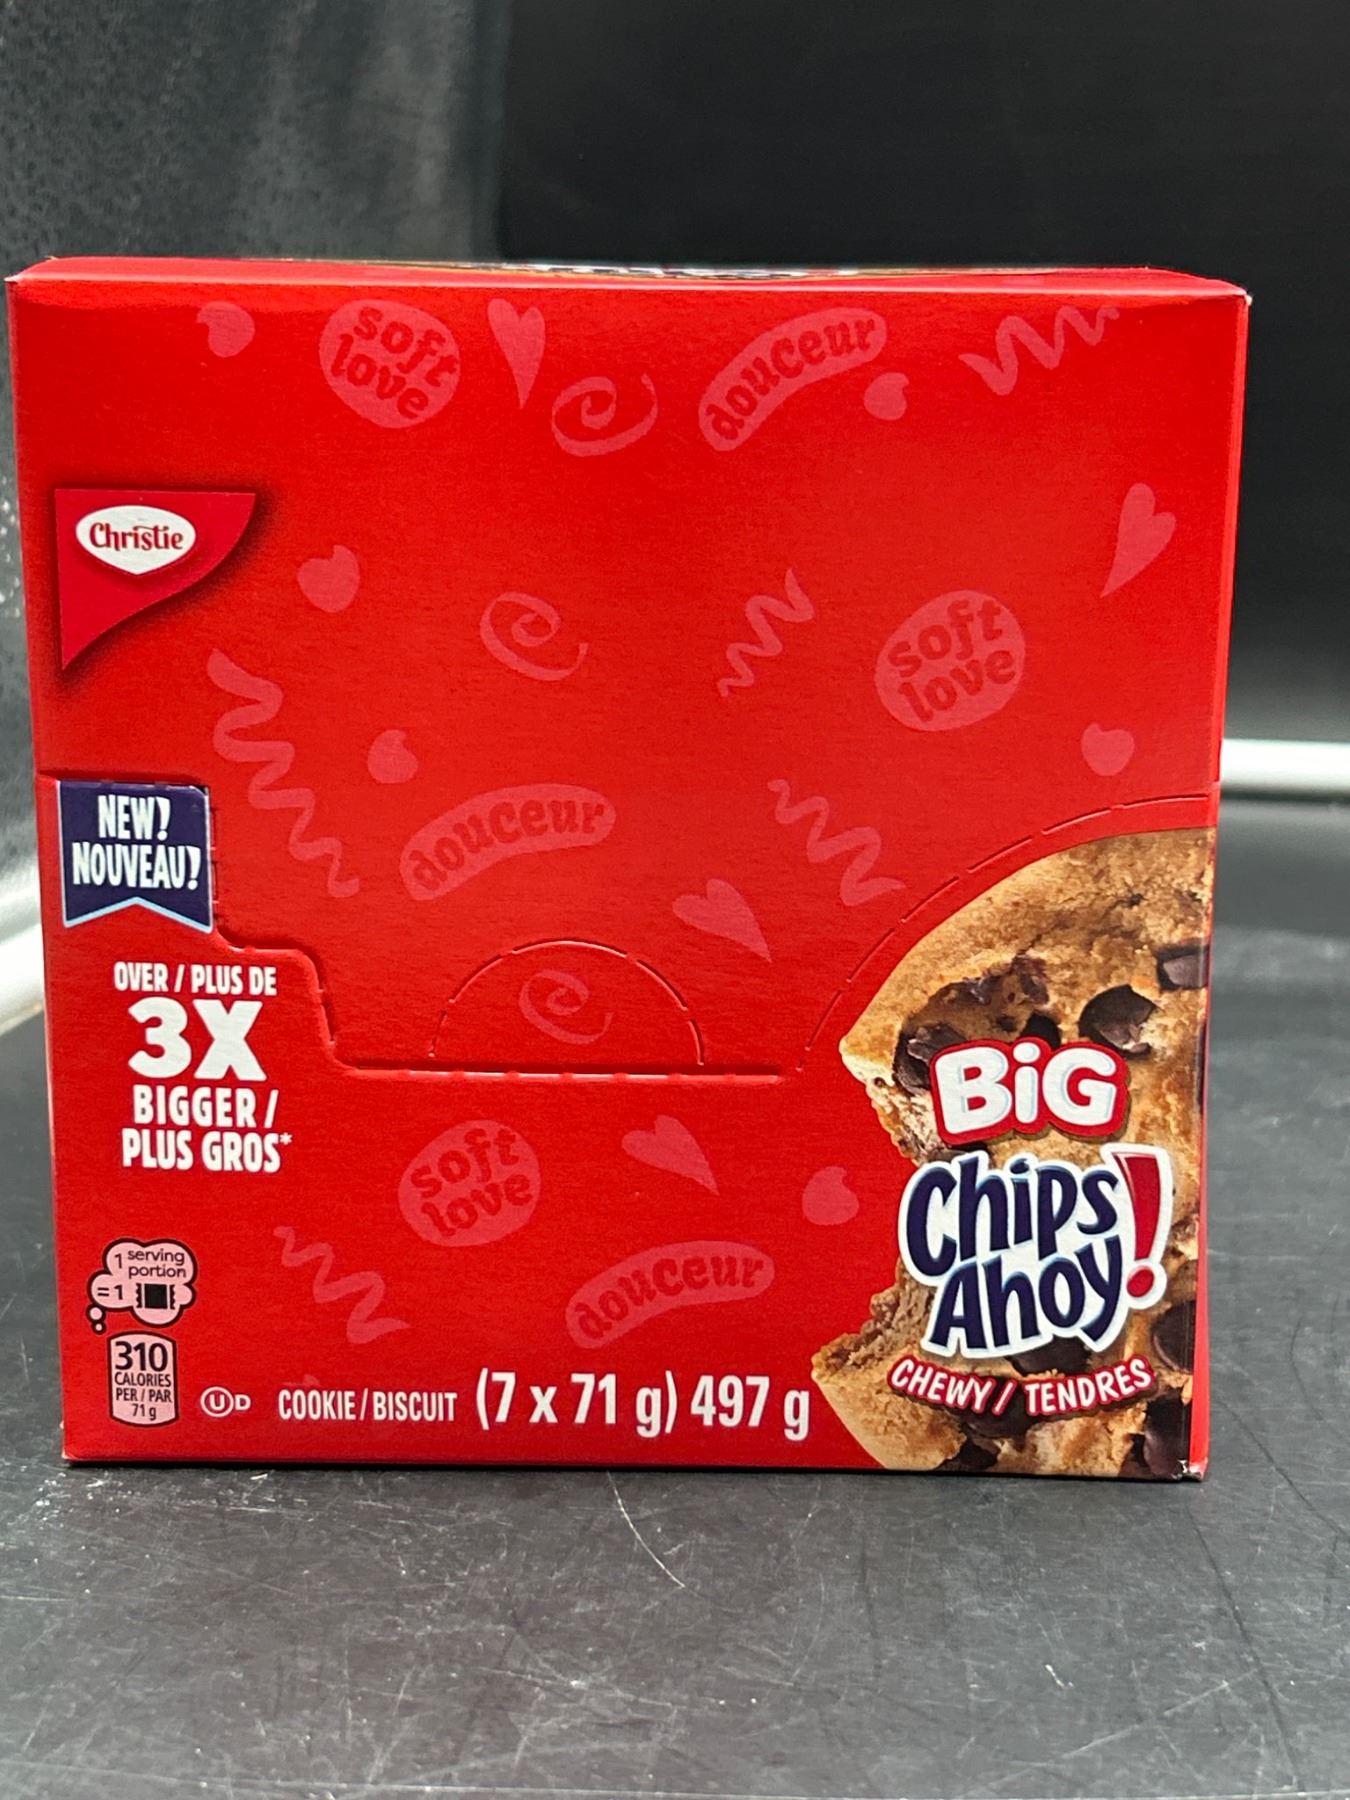 soft
love
douceur
Christie
soft
love
NEW!
NOUVEAU!
douceur
OVER / PLUS DE
3X
BIGGER /
PLUS GROS*
BiG
Chips
Ahoy!
CHEWY / TENDRES
soft
love
douceur
1 serving
portion
= 1
310
CALORIES
PER / PAR
71 g
U D
COOKIE / BISCUIT (7 x 71 g) 497 g